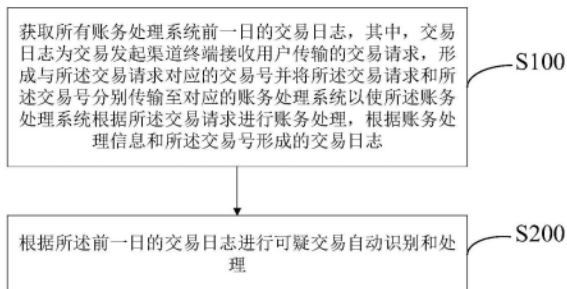 获取所有账务处理系统前一日的交易日志，其中，交易
日志为交易发起渠道终端接收用户传输的交易请求，形
成与所述交易请求对应的交易号并将所述交易请求和所
述交易号分别传输至对应的账务处理系统以使所述账务
处理系统根据所述交易请求进行账务处理，根据账务处
理信息和所述交易号形成的交易日志
S100
根据所述前一日的交易日志进行可疑交易自动识别和处
理
S200